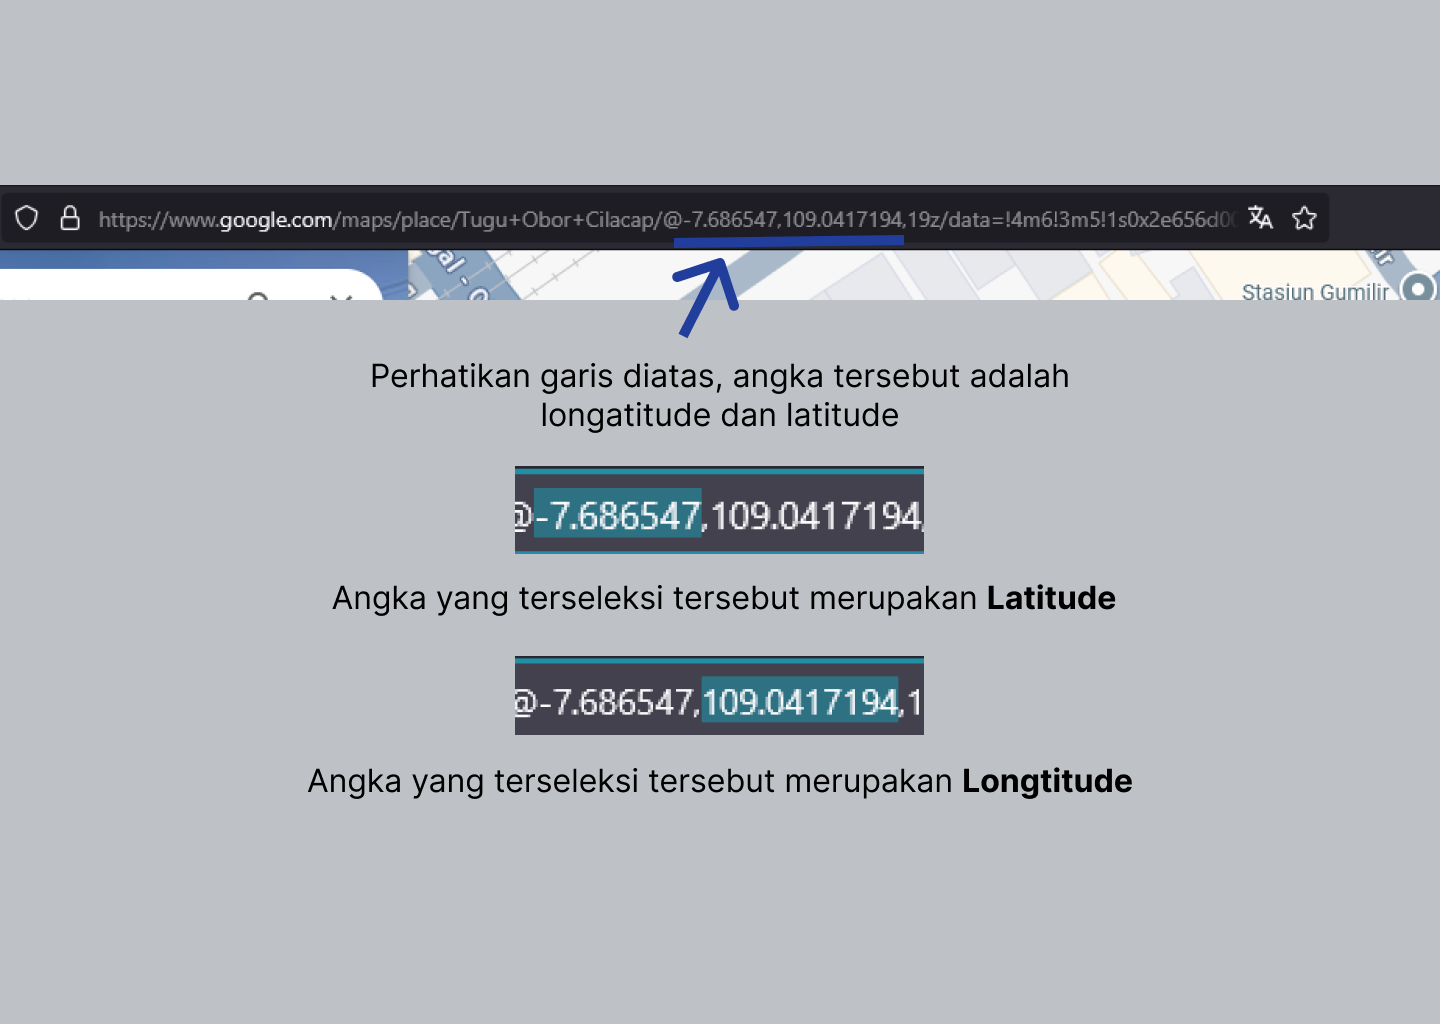 https://www.google.com/maps/place/Tugu+Obor+Cilacap/@-7.686547,109.0417194,19z/data=!4m6!3m5!1s0x2e656d0
Stasiun Gumilir
Perhatikan garis diatas, angka tersebut adalah
longatitude dan latitude
@-7.686547,109.0417194,
Angka yang terseleksi tersebut merupakan Latitude
@-7.686547,109.0417194,1
Angka yang terseleksi tersebut merupakan Longtitude